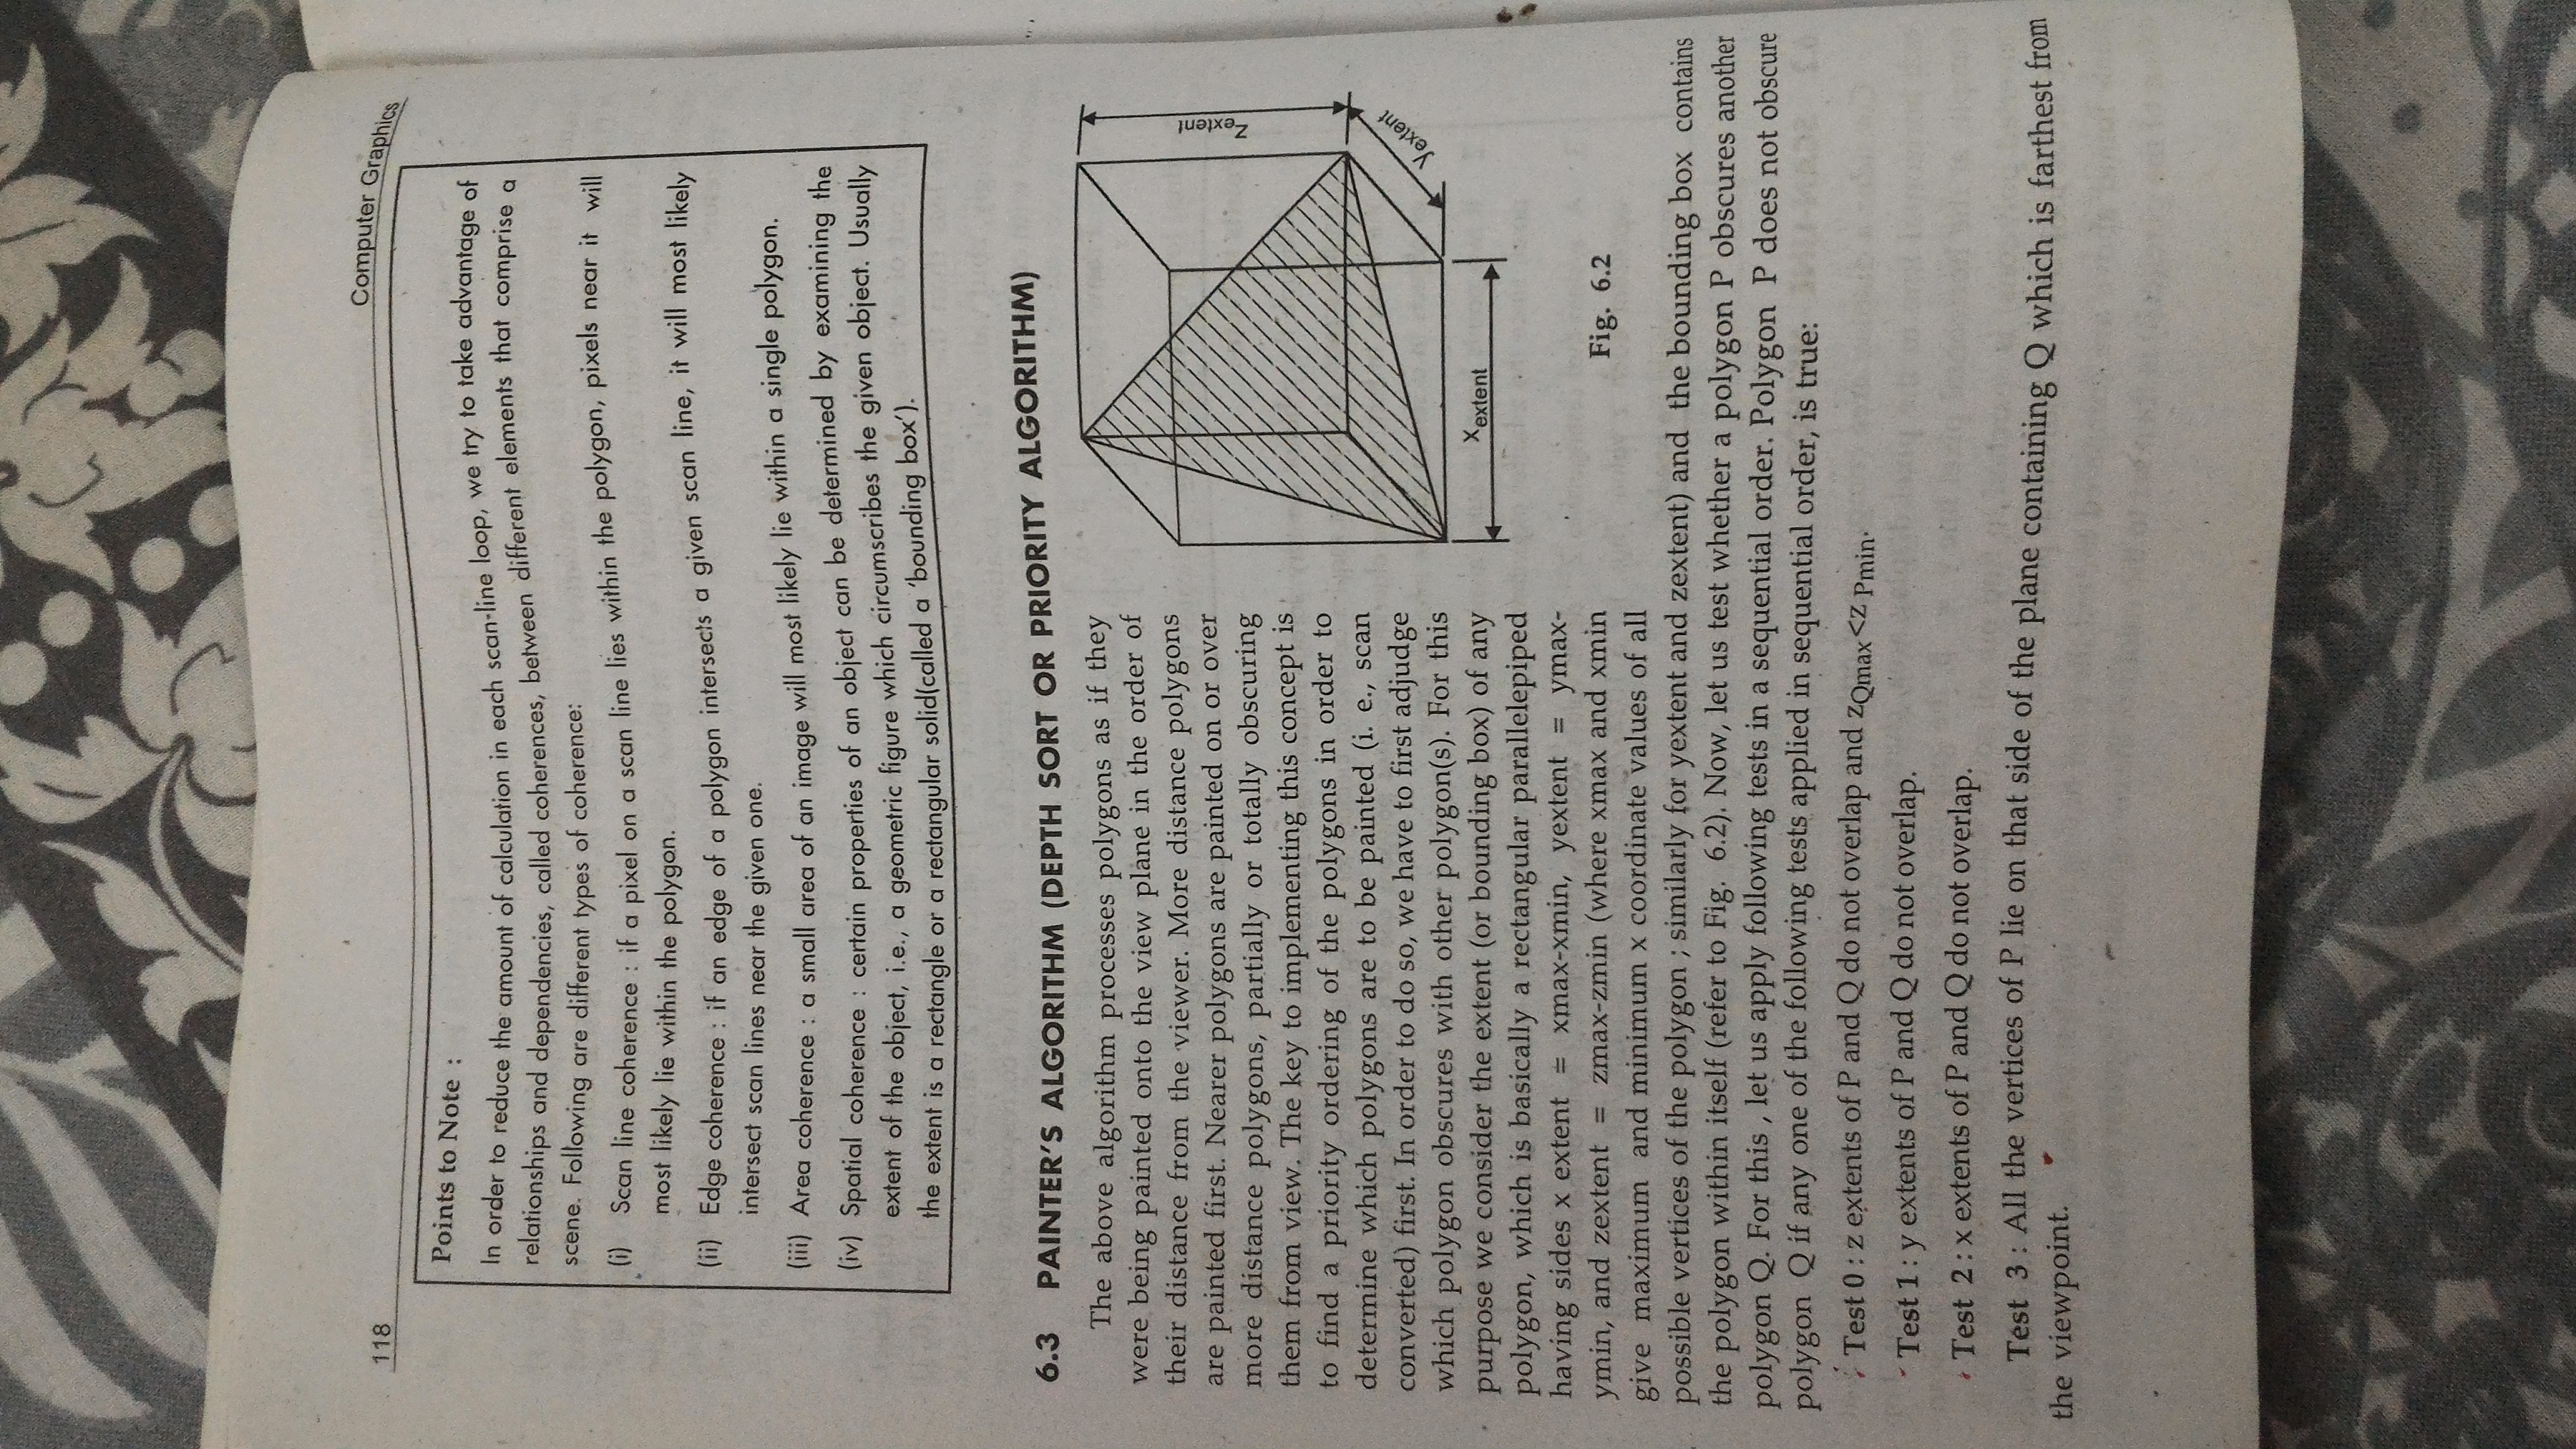 118
Computer Graphics
Points to Note :
In order to reduce the amount of calculation in each scan-line loop, we try to take advantage of
relationships and dependencies, called coherences, between different elements that comprise a
scene. Following are different types of coherence:
(i) Scan line coherence : if a pixel on a scan line lies within the polygon, pixels near it will
most likely lie within the polygon.
(ii) Edge coherence : if an edge of a polygon intersects a given scan line, it will most likely
intersect scan lines near the given one.
(iii) Area coherence : a small area of an image will most likely lie within a single polygon.
(iv) Spatial coherence : certain properties of an object can be determined by examining the
extent of the object, i.e., a geometric figure which circumscribes the given object. Usually
the extent is a rectangle or a rectangular solid(called a 'bounding box').
6.3 PAINTER'S ALGORITHM (DEPTH SORT OR PRIORITY ALGORITHM)
The above algorithm processes polygons as if they
were being painted onto the view plane in the order of
their distance from the viewer. More distance polygons
are painted first. Nearer polygons are painted on or over
more distance polygons, partially or totally obscuring
them from view. The key to implementing this concept is
to find a priority ordering of the polygons in order to
determine which polygons are to be painted (i. e., scan
converted) first. In order to do so, we have to first adjudge
which polygon obscures with other polygon(s). For this
purpose we consider the extent (or bounding box) of any
polygon, which is basically a rectangular parallelepiped
having sides x extent = xmax-xmin, yextent = ymax-
ymin, and zextent = zmax-zmin (where xmax and xmin
give maximum and minimum x coordinate values of all
zextent
yextent
xextent
Fig. 6.2
possible vertices of the polygon ; similarly for yextent and zextent) and the bounding box contains
the polygon within itself (refer to Fig. 6.2). Now, let us test whether a polygon P obscures another
polygon Q. For this , let us apply following tests in a sequential order. Polygon P does not obscure
polygon Q if any one of the following tests applied in sequential order, is true:
Test 0 : z extents of P and Q do not overlap and zQmax<z Pmin.
Test 1 : y extents of P and Q do not overlap.
Test 2 : x extents of P and Q do not overlap.
Test 3 : All the vertices of P lie on that side of the plane containing Q which is farthest from
the viewpoint.